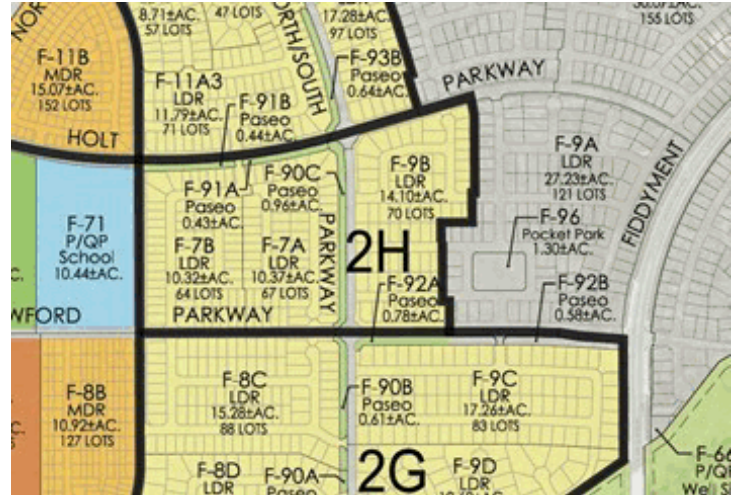 NOR
8.71±AC.
57 LOTS
47 LOTS
NORTH/SOUTH
17.28±AC.
97 LOTS
155 LOTS
F-11B
MDR
15.07±AC.
152 LOTS
F-11A3
LDR
11.79±AC.
71 LOTS
F-93B
Paseo
0.64±AC.
PARKWAY
F-91B
Paseo
0.44±AC.
HOLT
F-91A
Paseo
0.43±AC.
F-90C
Paseo
0.96±AC.
F-9B
LDR
14.10±AC.
70 LOTS
F-9A
LDR
27.23±AC.
121 LOTS
FIDDYMENT
F-71
P/QP
School
10.44±AC.
F-7B
LDR
10.32±AC.
64 LOTS
F-7A
LDR
10.37±AC.
67 LOTS
PARKWAY
2H
F-96
Pocket Park
1.30±AC.
C.
WFORD
PARKWAY
F-92A
Paseo
0.78±AC.
F-92B
Paseo
0.58±AC.
F-8B
MDR
10.92±AC.
127 LOTS
C.
F-8C
LDR
15.28±AC.
88 LOTS
F-90B
Paseo
0.61±AC.
F-9C
LDR
17.26±AC.
83 LOTS
F-8D
LDR
F-90A
Paseo
2G
F-9D
LDR
F-66
P/QP
Well S